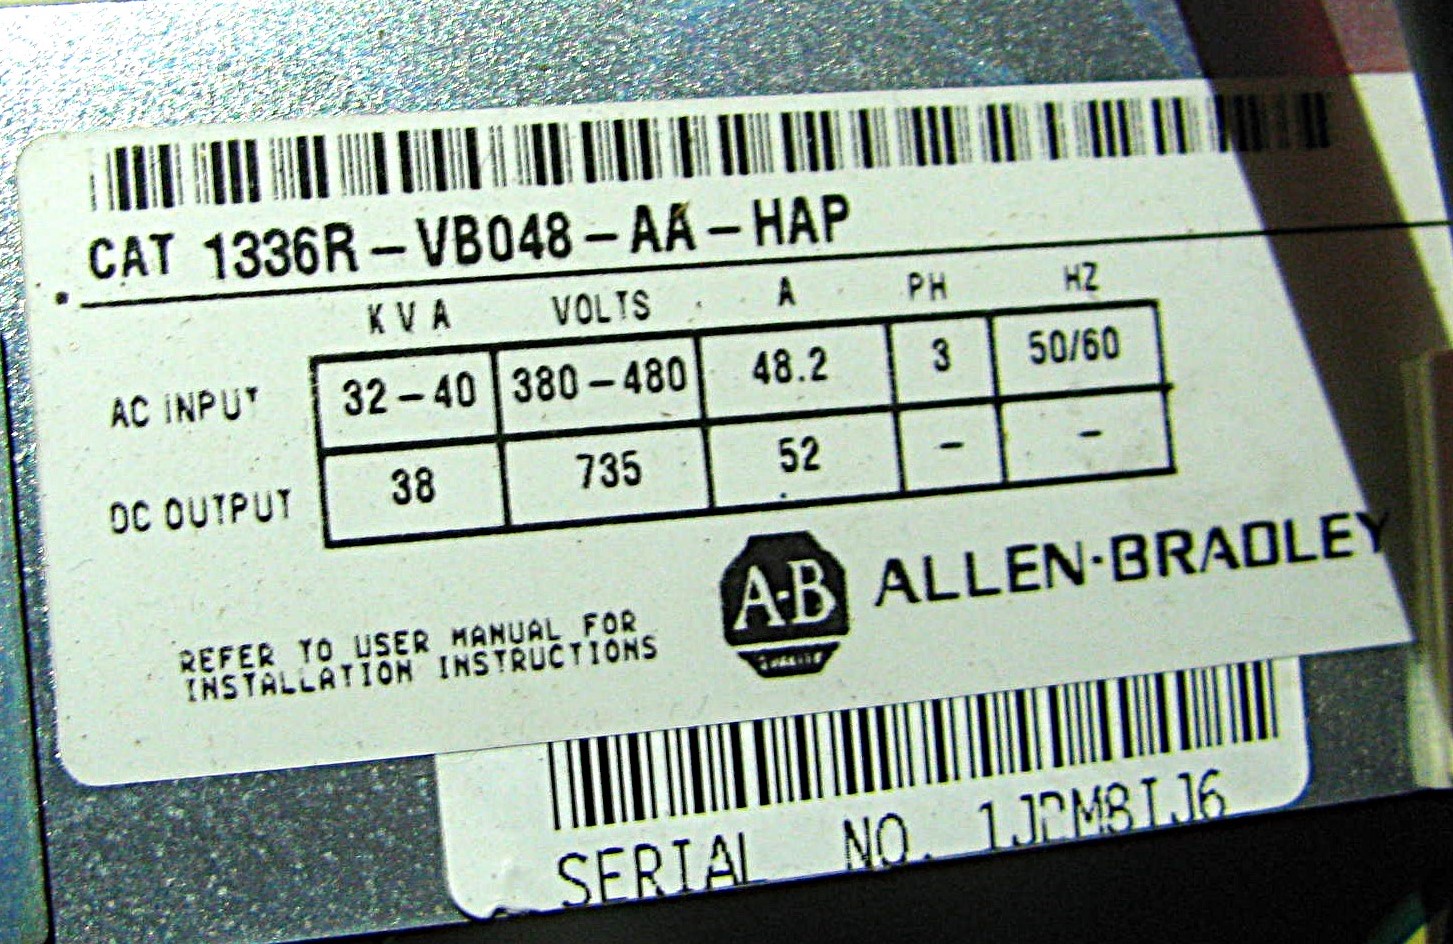 CAT 1336R-VB048-AA-HAP
KVA VOLTS A PH HZ
AC INPUT 32-40 380-480 48.2 3 50/60
DC OUTPUT 38 735 52 - -
A-B ALLEN-BRADLEY
REFER TO USER MANUAL FOR
INSTALLATION INSTRUCTIONS
SERIAL NO.